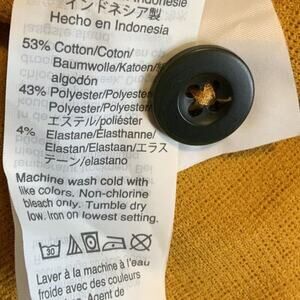 Indonésie
インドネシア製
Hecho en Indonesia
53% Cotton/Coton/
Baumwolle/Katoen/
algodón
43% Polyester/Polyester/
Polyester/Polyester/
エステル/poliéster
4% Elastane/Élasthanne/
Elastan/Elastaan/エラス
テーン/elastano
Machine wash cold with
like colors. Non-chlorine
bleach only. Tumble dry
low. Iron on lowest setting.
30
Laver à la machine à l'eau
froide avec des couleurs
Agent de